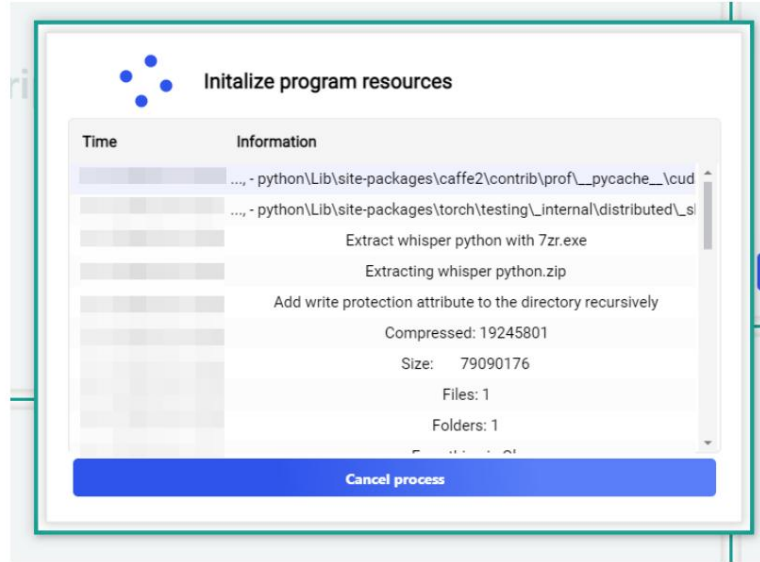 ri
Initalize program resources
Time Information
..., - python\Lib\site-packages\caffe2\contrib\prof\__pycache__\cud
..., - python\Lib\site-packages\torch\testing\_internal\distributed\_sl
Extract whisper python with 7zr.exe
Extracting whisper python.zip
Add write protection attribute to the directory recursively
Compressed: 19245801
Size: 79090176
Files: 1
Folders: 1
Cancel process